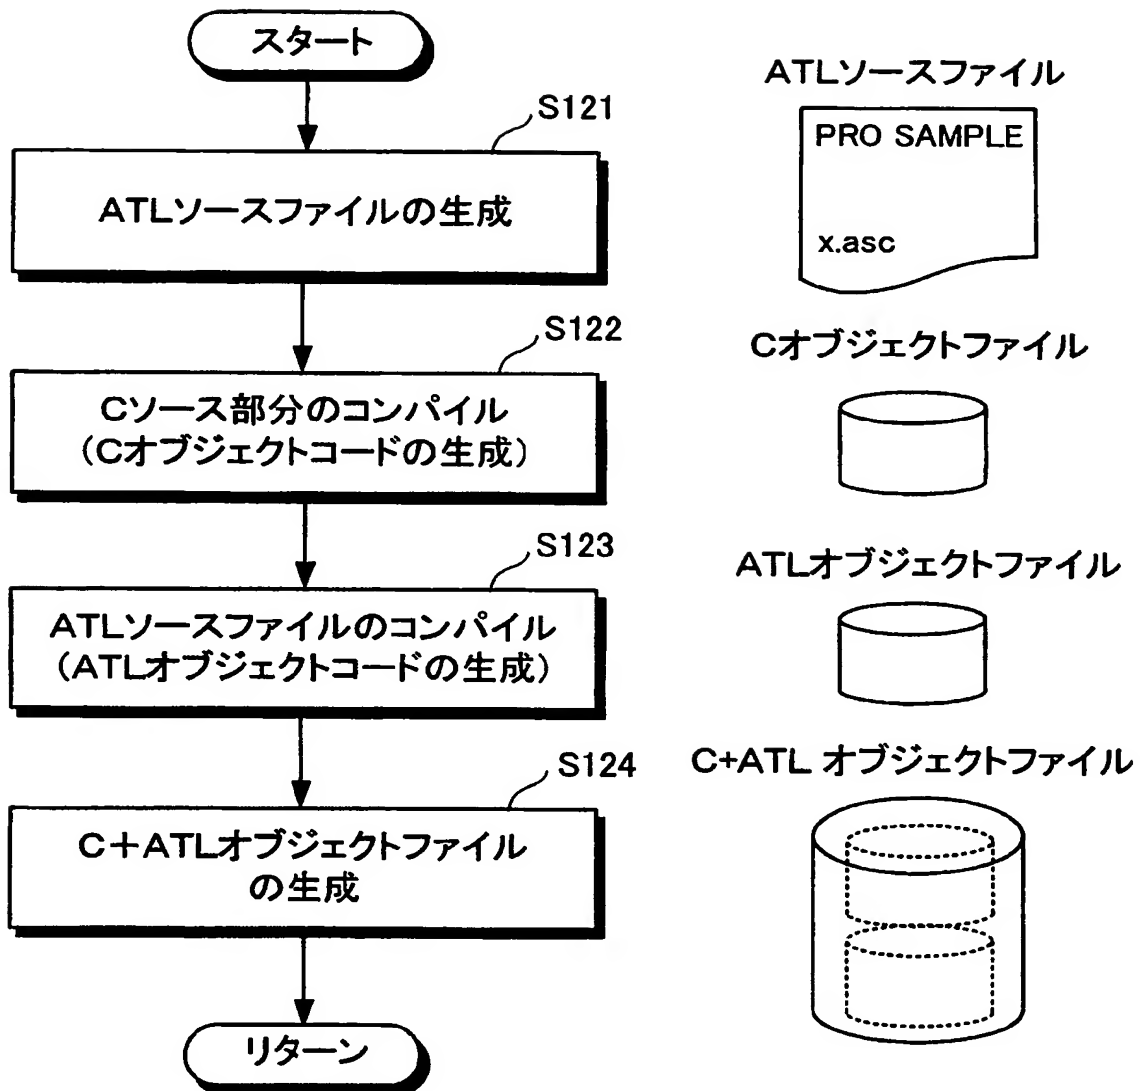 スタート
S121
ATLソースファイルの生成
S122
Cソース部分のコンパイル
(Cオブジェクトコードの生成)
S123
ATLソースファイルのコンパイル
(ATLオブジェクトコードの生成)
S124
C+ATLオブジェクトファイル
の生成
リターン
ATLソースファイル
PRO SAMPLE
x.asc
Cオブジェクトファイル
ATLオブジェクトファイル
C+ATL オブジェクトファイル